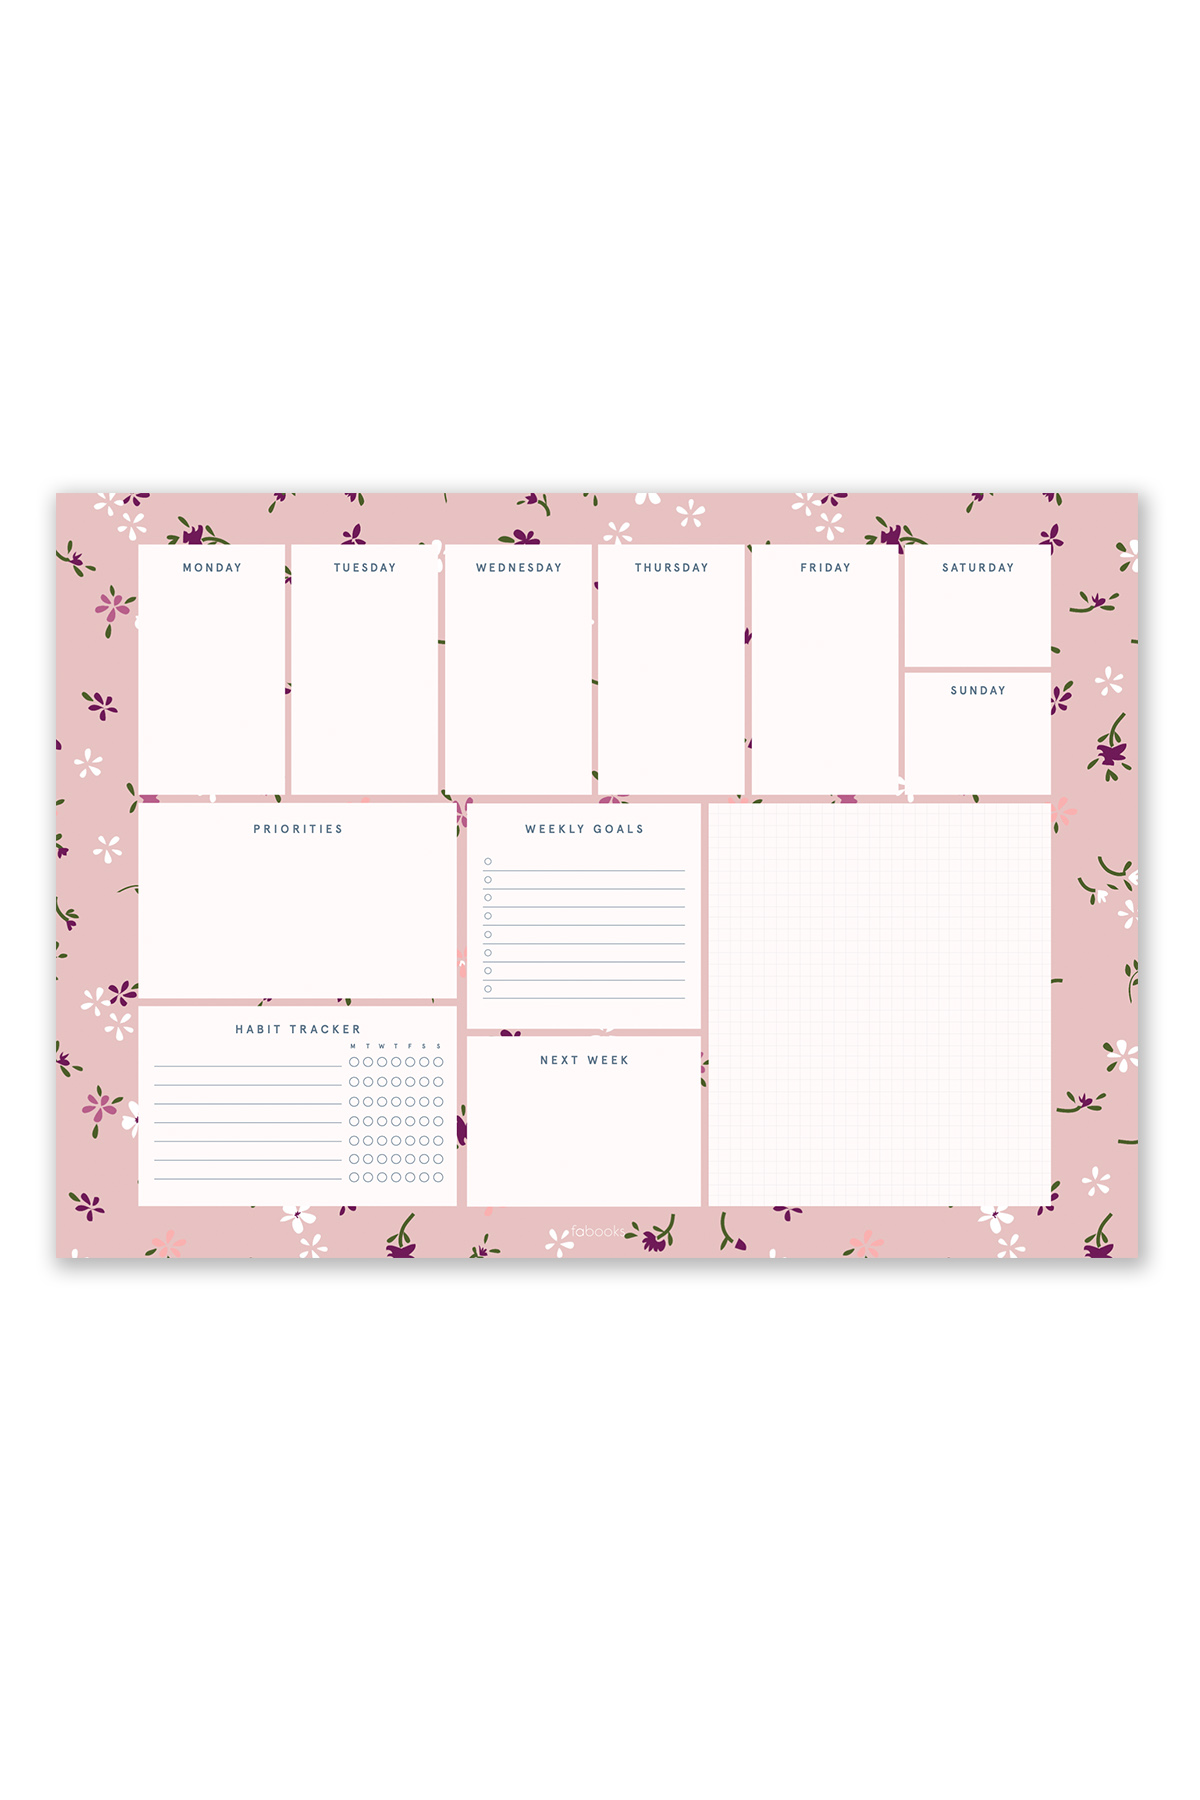 MONDAY
TUESDAY
WEDNESDAY
THURSDAY
FRIDAY
SATURDAY
SUNDAY
PRIORITIES
WEEKLY GOALS
HABIT TRACKER
M T W T F S S
NEXT WEEK
fabooks